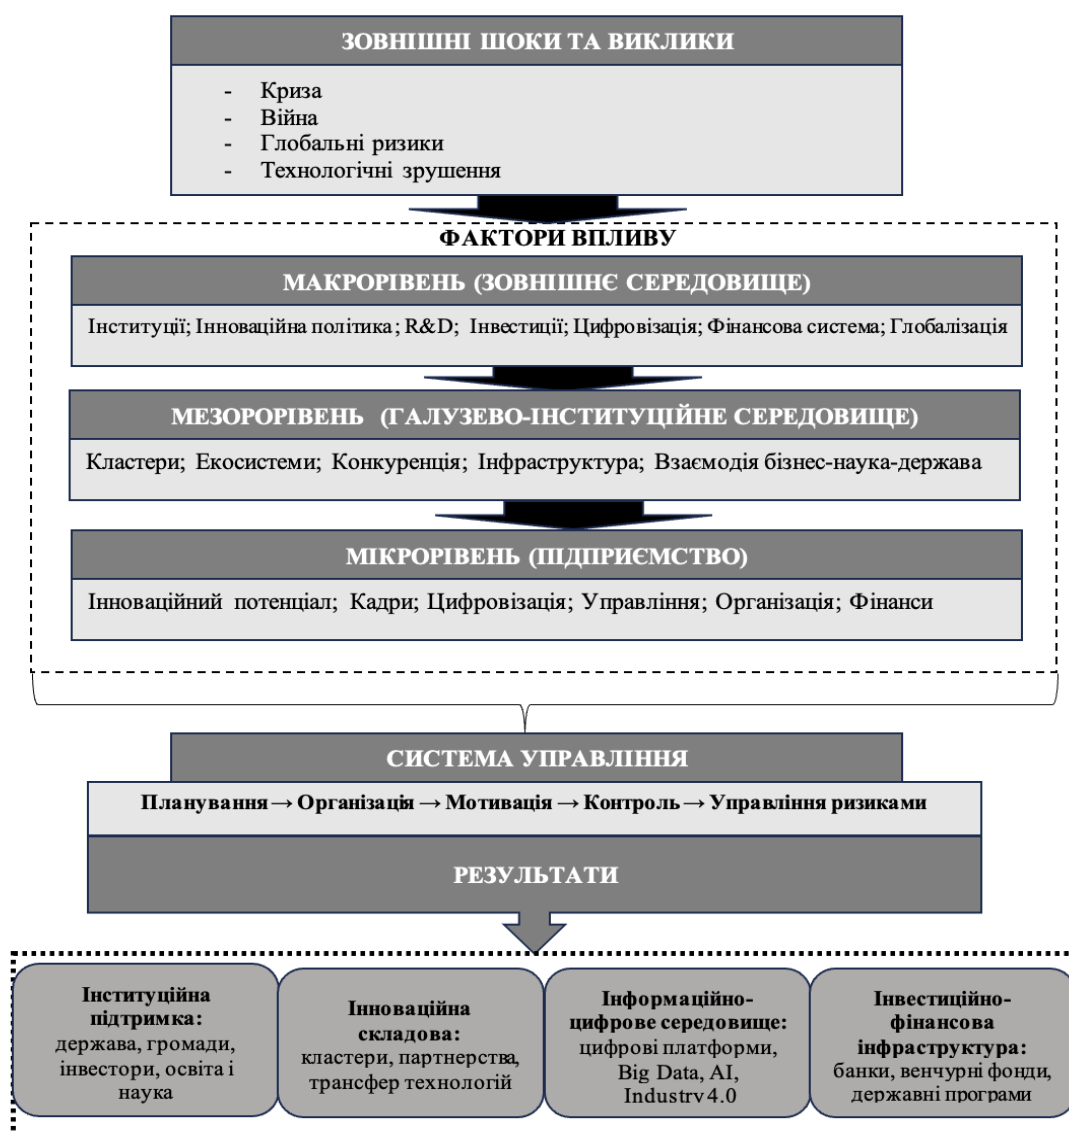 ЗОВНІШНІ ШОКИ ТА ВИКЛИКИ
- Криза
- Війна
- Глобальні ризики
- Технологічні зрушення
ФАКТОРИ ВПЛИВУ
МАКРОРІВЕНЬ (ЗОВНІШНЄ СЕРЕДОВИЩЕ)
Інституції; Інноваційна політика; R&D; Інвестиції; Цифровізація; Фінансова система; Глобалізація
МЕЗОРОРІВЕНЬ (ГАЛУЗЕВО-ІНСТИТУЦІЙНЕ СЕРЕДОВИЩЕ)
Кластери; Екосистеми; Конкуренція; Інфраструктура; Взаємодія бізнес-наука-держава
МІКРОРІВЕНЬ (ПІДПРИЄМСТВО)
Інноваційний потенціал; Кадри; Цифровізація; Управління; Організація; Фінанси
СИСТЕМА УПРАВЛІННЯ
Планування → Організація → Мотивація → Контроль → Управління ризиками
РЕЗУЛЬТАТИ
Інституційна
підтримка:
держава, громади,
інвестори, освіта і
наука
Інноваційна
складова:
кластери, партнерства,
трансфер технологій
Інформаційно-
цифрове середовище:
цифрові платформи,
Big Data, AI,
Industry 4.0
Інвестиційно-
фінансова
інфраструктура:
банки, венчурні фонди,
державні програми